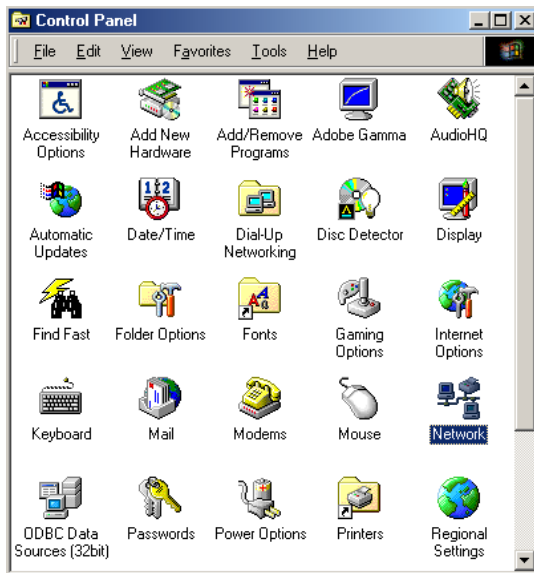 Control Panel
File Edit View Favorites Tools Help
Accessibility Options
Add New Hardware
Add/Remove Programs
Adobe Gamma
AudioHQ
Automatic Updates
Date/Time
Dial-Up Networking
Disc Detector
Display
Find Fast
Folder Options
Fonts
Gaming Options
Internet Options
Keyboard
Mail
Modems
Mouse
Network
ODBC Data Sources (32bit)
Passwords
Power Options
Printers
Regional Settings